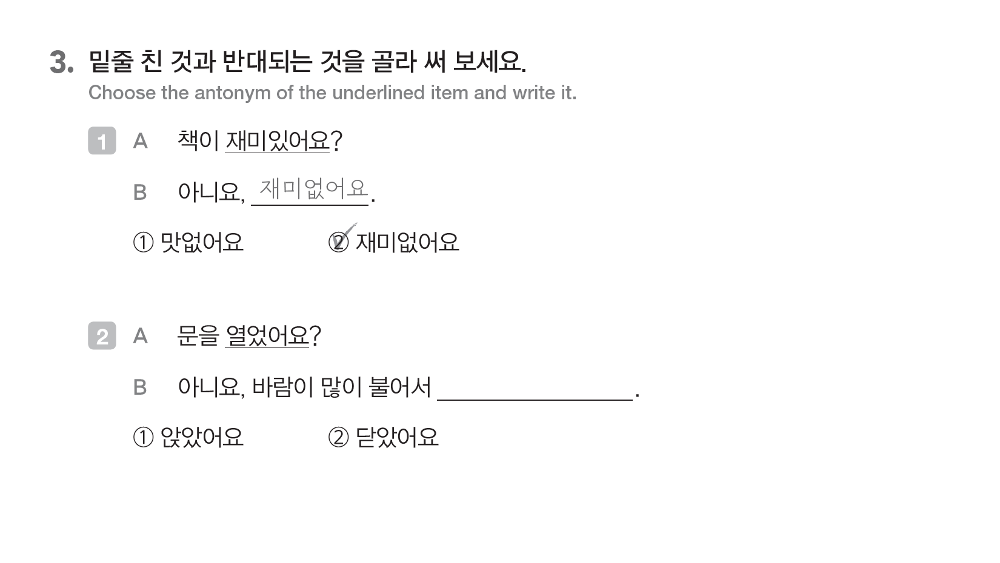 3. 밑줄 친 것과 반대되는 것을 골라 써 보세요.
Choose the antonym of the underlined item and write it.
1 A 책이 재미있어요?
B 아니요, 재미없어요.
① 맛없어요 ② 재미없어요
2 A 문을 열었어요?
B 아니요, 바람이 많이 불어서 ________.
① 앉았어요 ② 닫았어요